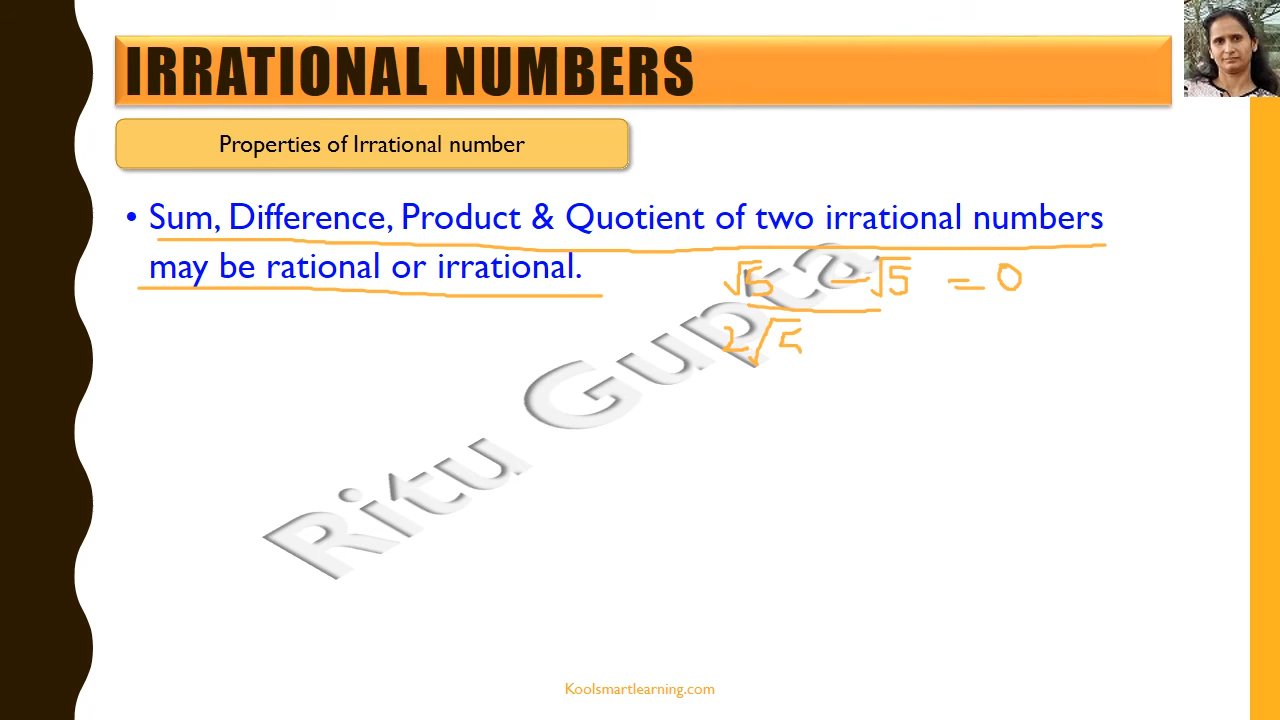 IRRATIONAL NUMBERS
Properties of Irrational number
• Sum, Difference, Product & Quotient of two irrational numbers
may be rational or irrational.
√5 – √5 = 0
2√5
Ritu Gupta
Koolsmartlearning.com